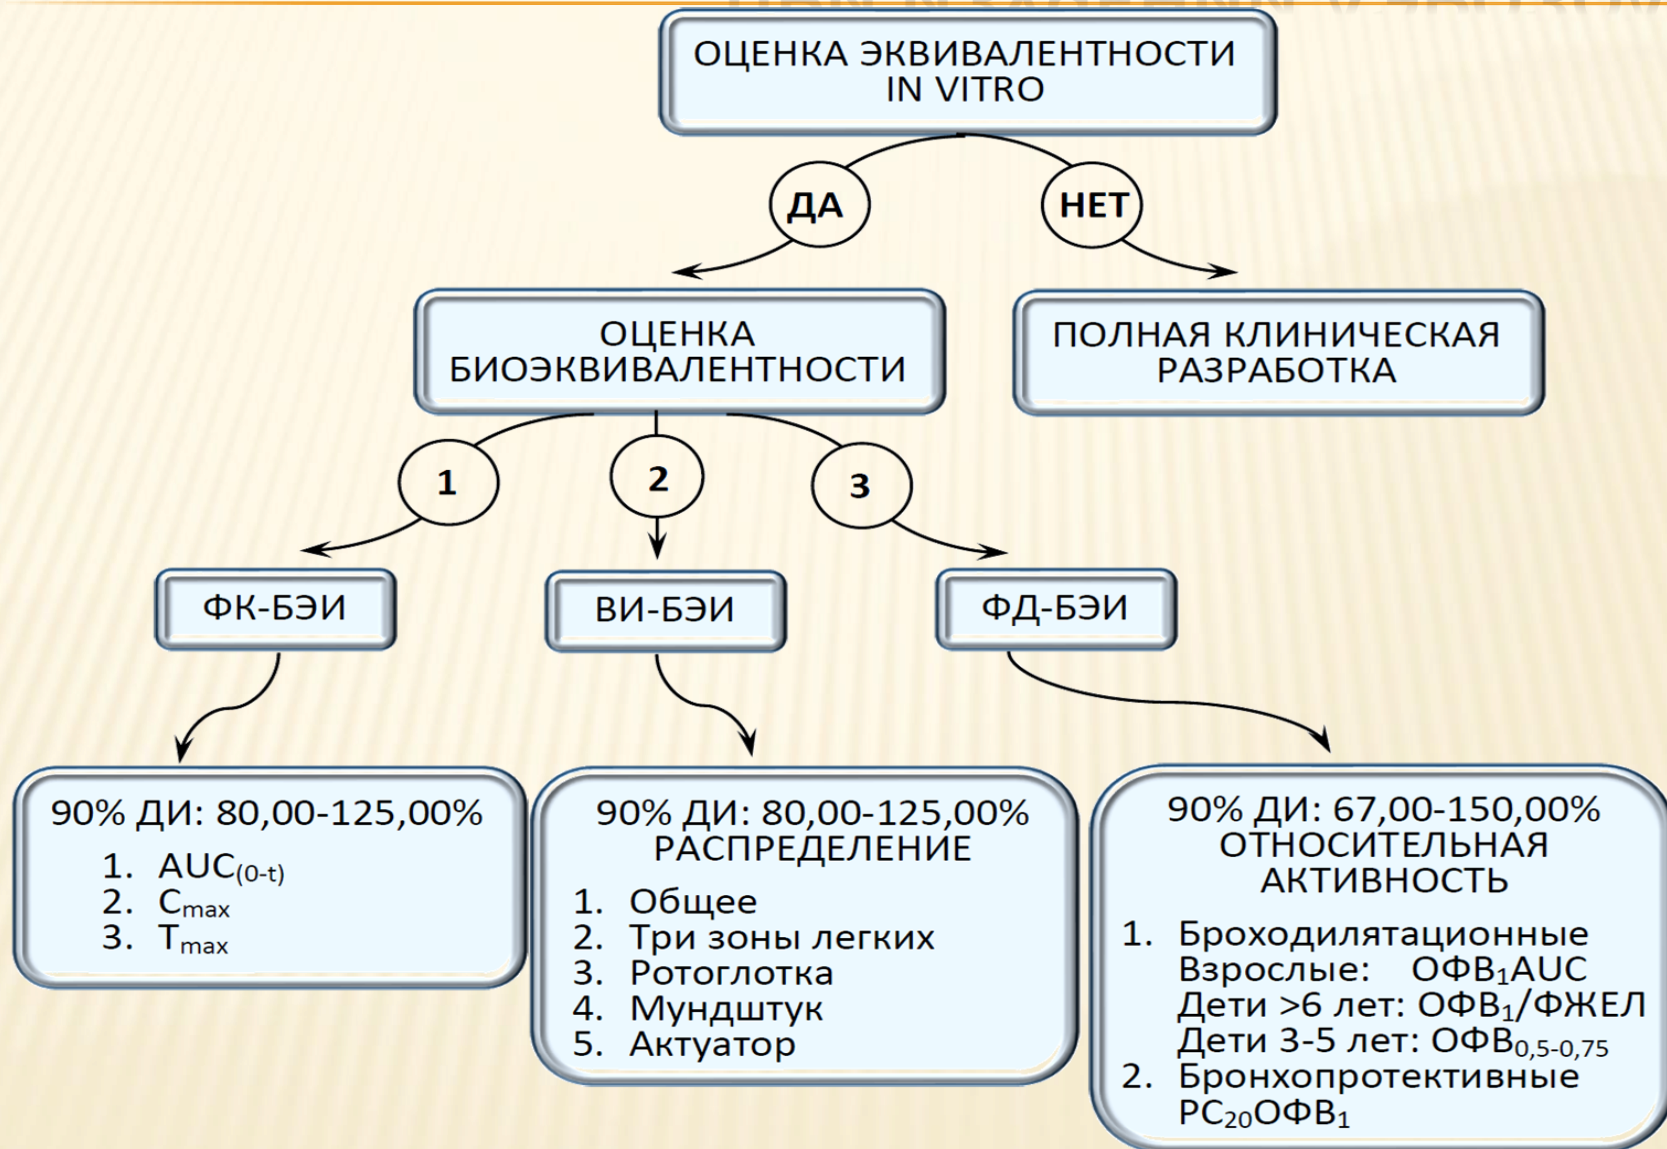 ОЦЕНКА ЭКВИВАЛЕНТНОСТИ
IN VITRO
ДА
НЕТ
ОЦЕНКА
БИОЭКВИВАЛЕНТНОСТИ
ПОЛНАЯ КЛИНИЧЕСКАЯ
РАЗРАБОТКА
1
2
3
ФК-БЭИ
ВИ-БЭИ
ФД-БЭИ
90% ДИ: 80,00-125,00%
1. AUC(0-t)
2. Cmax
3. Tmax
90% ДИ: 80,00-125,00%
РАСПРЕДЕЛЕНИЕ
1. Общее
2. Три зоны легких
3. Ротоглотка
4. Мундштук
5. Актуатор
90% ДИ: 67,00-150,00%
ОТНОСИТЕЛЬНАЯ
АКТИВНОСТЬ
1. Броходилятационные
Взрослые: ОФВ1AUC
Дети >6 лет: ОФВ1/ФЖЕЛ
Дети 3-5 лет: ОФВ0,5-0,75
2. Бронхопротективные
PC20ОФВ1